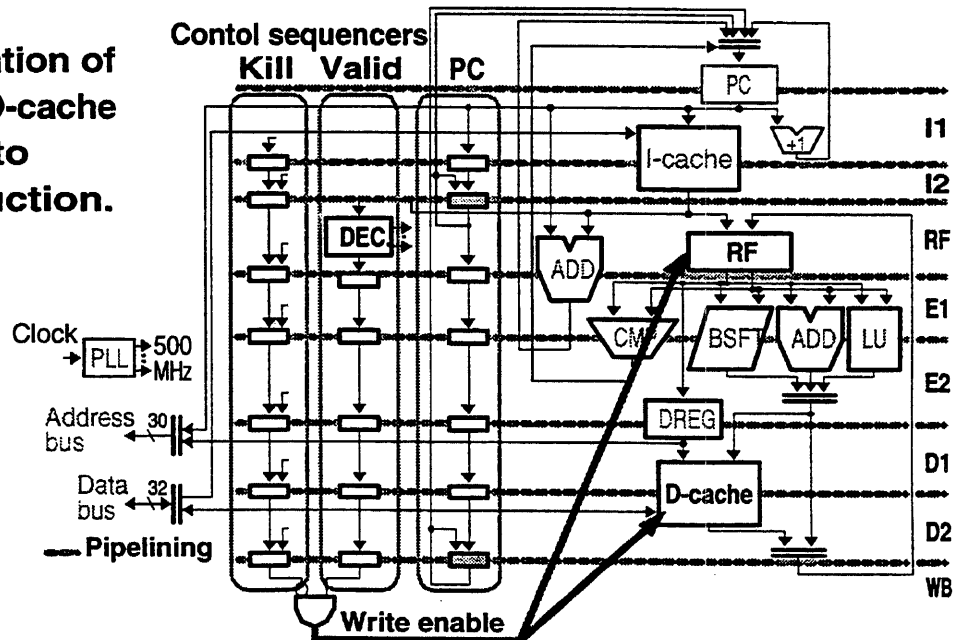 ation of
D-cache
to
uction.
Contol sequencers
Kill Valid PC
PC
+1
I1
I-cache
I2
DEC
ADD
RF
RF
E1
CMP
BSFT
ADD
LU
Clock
PLL
500
MHz
E2
Address
bus
30
DREG
D1
Data
bus
32
D-cache
D2
Pipelining
WB
Write enable